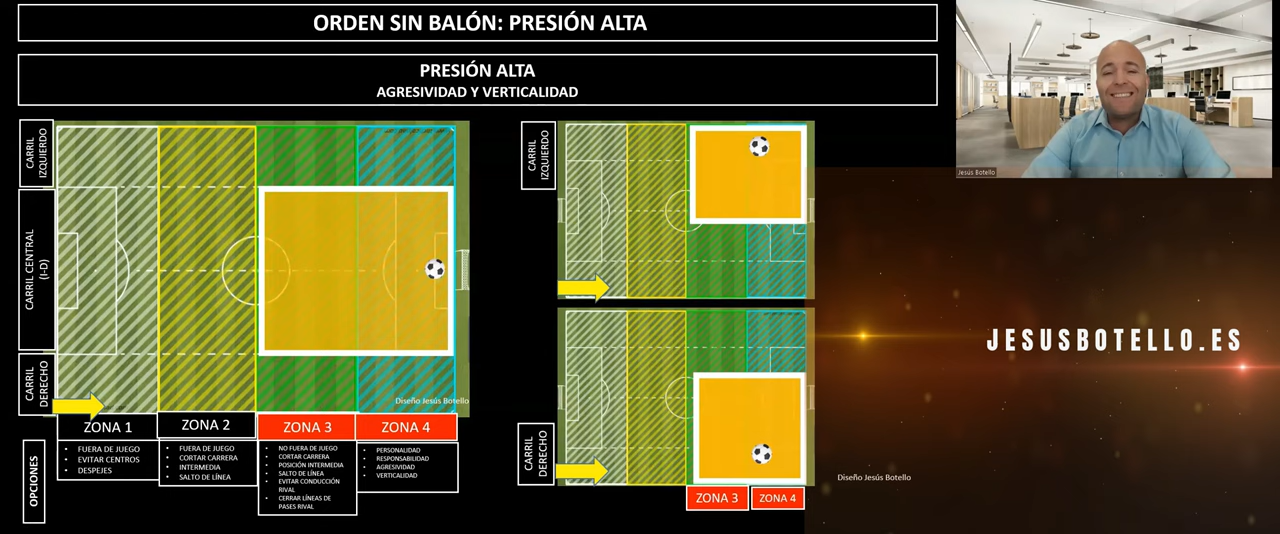 ORDEN SIN BALÓN: PRESIÓN ALTA
PRESIÓN ALTA
AGRESIVIDAD Y VERTICALIDAD
Jesús Botello
CARRIL
IZQUIERDO
CARRIL CENTRAL
(I-D)
CARRIL
DERECHO
Diseño Jesús Botello
ZONA 1
ZONA 2
ZONA 3
ZONA 4
OPCIONES
• FUERA DE JUEGO
• EVITAR CENTROS
• DESPEJES
• FUERA DE JUEGO
• CORTAR CARRERA
• INTERMEDIA
• SALTO DE LÍNEA
• NO FUERA DE JUEGO
• CORTAR CARRERA
• POSICIÓN INTERMEDIA
• SALTO DE LÍNEA
• EVITAR CONDUCCIÓN
RIVAL
• CERRAR LÍNEAS DE
PASES RIVAL
• PERSONALIDAD
• RESPONSABILIDAD
• AGRESIVIDAD
• VERTICALIDAD
CARRIL
IZQUIERDO
CARRIL
DERECHO
ZONA 3
ZONA 4
JESUSBOTELLO.ES
Diseño Jesús Botello